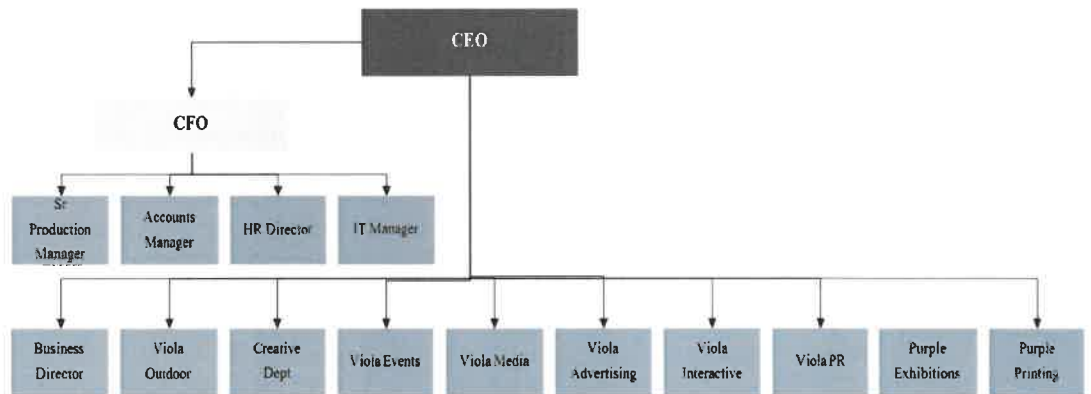 CEO
CFO
Sr
Production
Manager
Accounts
Manager
HR Director
IT Manager
Business
Director
Viola
Outdoor
Creative
Dept
Viola Events
Viola Media
Viola
Advertising
Viola
Interactive
Viola PR
Purple
Exhibitions
Purple
Printing